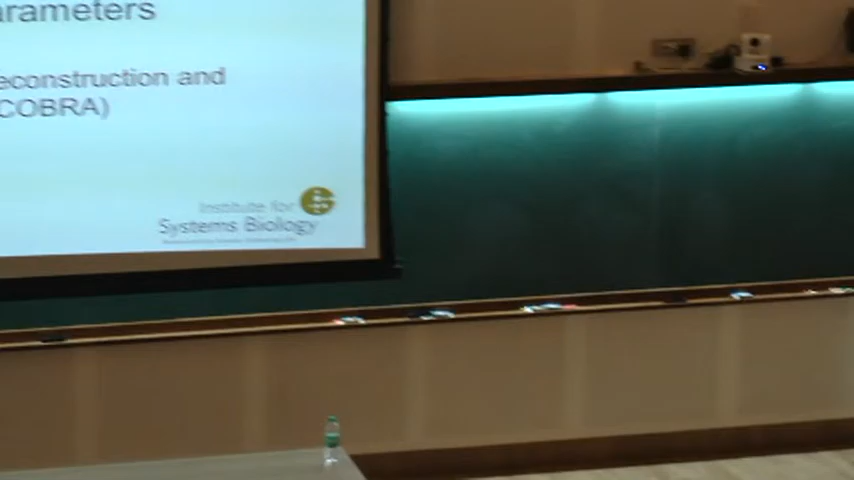 arameters
econstruction and
COBRA)
Institute for
Systems Biology